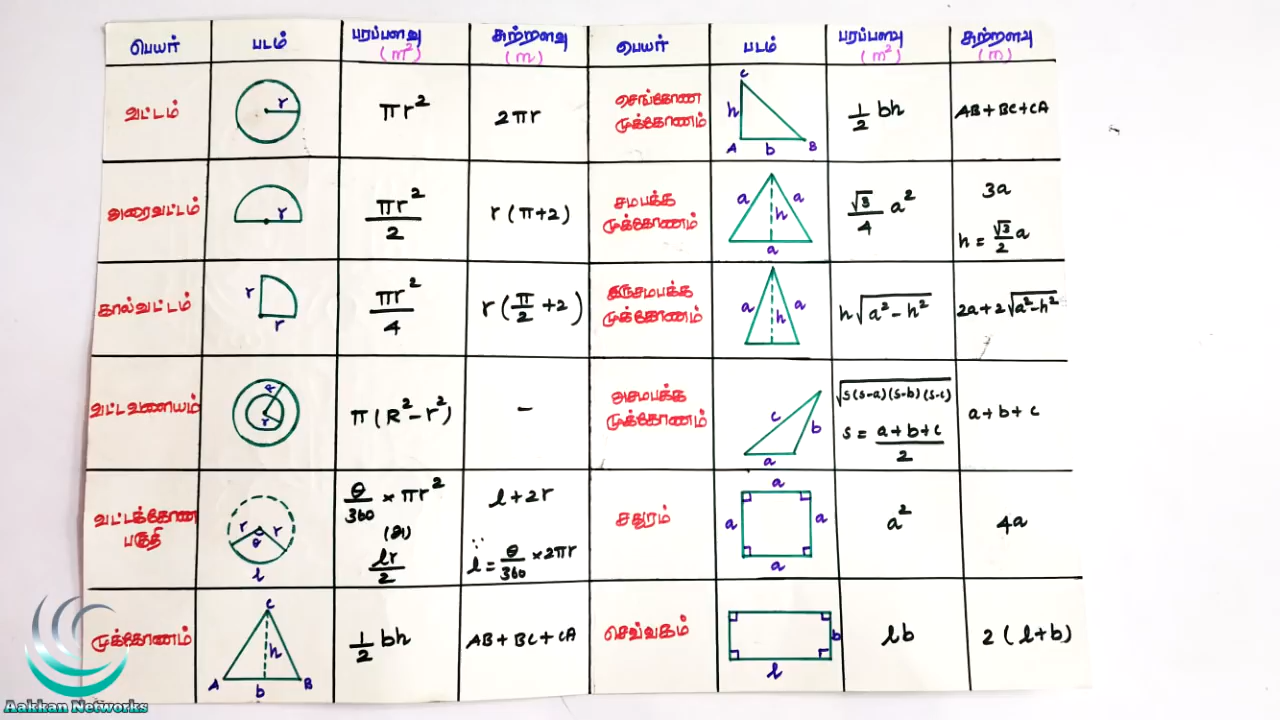 பெயர் படம் பரப்பளவு (m²) சுற்றளவு (m) பெயர் படம் பரப்பளவு (m²) சுற்றளவு (m)
வட்டம்
r
πr²
2πr
அரைவட்டம்
r
πr²/2
r(π+2)
கால்வட்டம்
r
r
πr²/4
r(π/2 +2)
வட்டவளையம்
R
r
π(R²-r²)
-
வட்டக்கோண
பகுதி
r r
θ
l
θ/360 × πr²
(அ)
lr/2
l+2r
∵ l = θ/360 × 2πr
முக்கோணம்
C
h
A b B
1/2 bh
AB+BC+CA
செங்கோண
முக்கோணம்
C
h
A b B
1/2 bh
AB+BC+CA
சமபக்க
முக்கோணம்
a a
h
a
√3/4 a²
3a
h = √3/2 a
இருசமபக்க
முக்கோணம்
a a
h
h√a²-h²
2a+2√a²-h²
அசமபக்க
முக்கோணம்
c
b
a
√s(s-a)(s-b)(s-c)
s = a+b+c/2
a+b+c
சதுரம்
a
a a
a
a²
4a
செவ்வகம்
b
l
lb
2(l+b)
Aakkan Networks